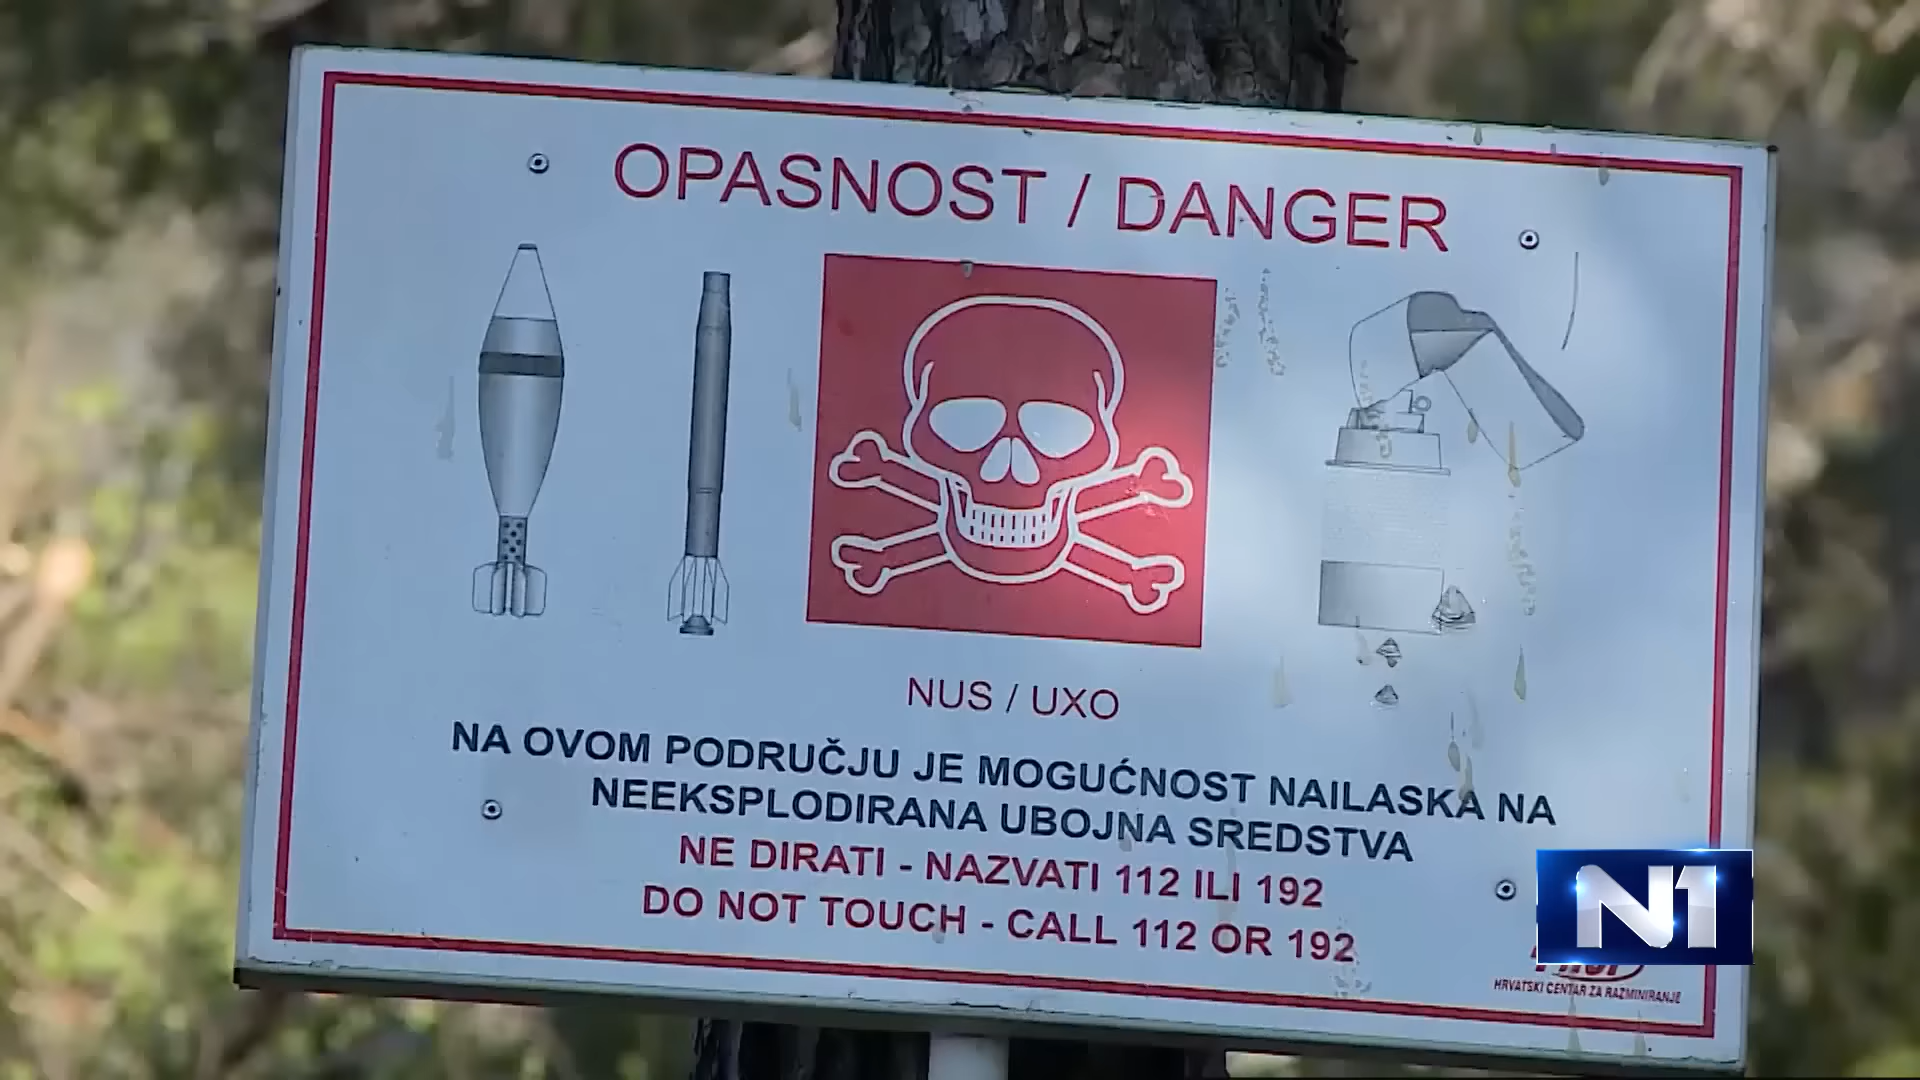 OPASNOST / DANGER
NUS / UXO
NA OVOM PODRUČJU JE MOGUĆNOST NAILASKA NA
NEEKSPLODIRANA UBOJNA SREDSTVA
NE DIRATI - NAZVATI 112 ILI 192
DO NOT TOUCH - CALL 112 OR 192
N1
HRVATSKI CENTAR ZA RAZMINIRANJE